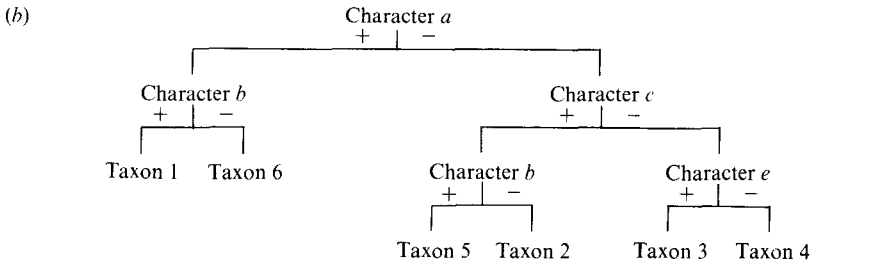 (b)
Character a
+ −
Character b Character c
+ − + −
Taxon 1 Taxon 6 Character b Character e
+ − + −
Taxon 5 Taxon 2 Taxon 3 Taxon 4